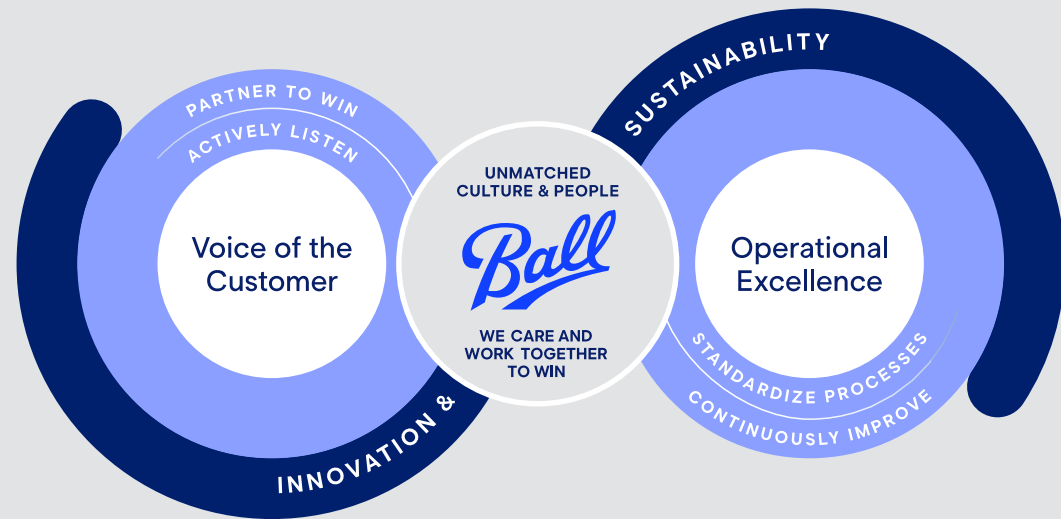 PARTNER TO WIN
ACTIVELY LISTEN
Voice of the
Customer
INNOVATION &
UNMATCHED
CULTURE & PEOPLE
Ball
WE CARE AND
WORK TOGETHER
TO WIN
SUSTAINABILITY
Operational
Excellence
STANDARDIZE PROCESSES
CONTINUOUSLY IMPROVE